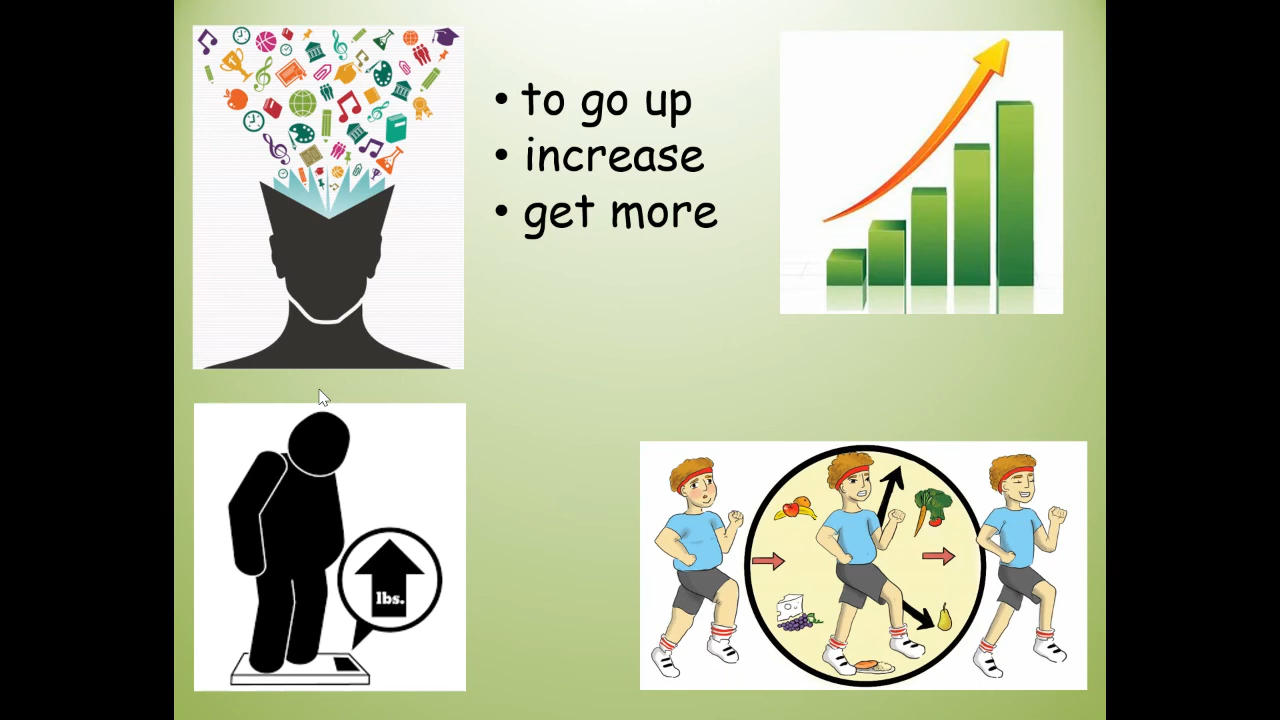 • to go up
• increase
• get more
lbs.